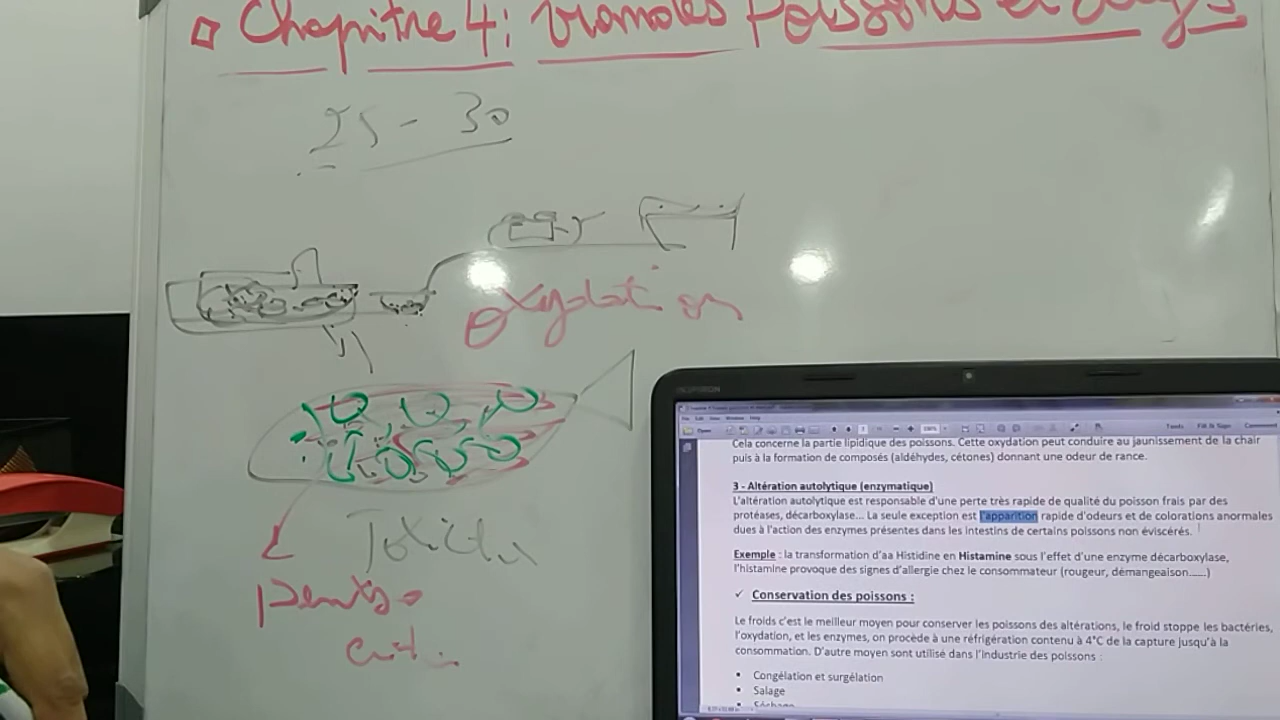 Chapitre 4: Viandes Poissons et
25 - 30
oxydation
Cela concerne la partie lipidique des poissons. Cette oxydation peut conduire au jaunissement de la chair
puis à la formation de composés (aldéhydes, cétones) donnant une odeur de rance.
3 - Altération autolytique (enzymatique)
L'altération autolytique est responsable d'une perte très rapide de qualité du poisson frais par des
protéases, décarboxylase... La seule exception est l'apparition rapide d'odeurs et de colorations anormales
dues à l'action des enzymes présentes dans les intestins de certains poissons non éviscérés.
Exemple : la transformation d'aa Histidine en Histamine sous l'effet d'une enzyme décarboxylase,
l'histamine provoque des signes d'allergie chez le consommateur (rougeur, démangeaison......)
✓ Conservation des poissons :
Le froids c'est le meilleur moyen pour conserver les poissons des altérations, le froid stoppe les bactéries,
l'oxydation, et les enzymes, on procède à une réfrigération contenu à 4°C de la capture jusqu'à la
consommation. D'autre moyen sont utilisé dans l'industrie des poissons :
• Congélation et surgélation
• Salage
• Séchage